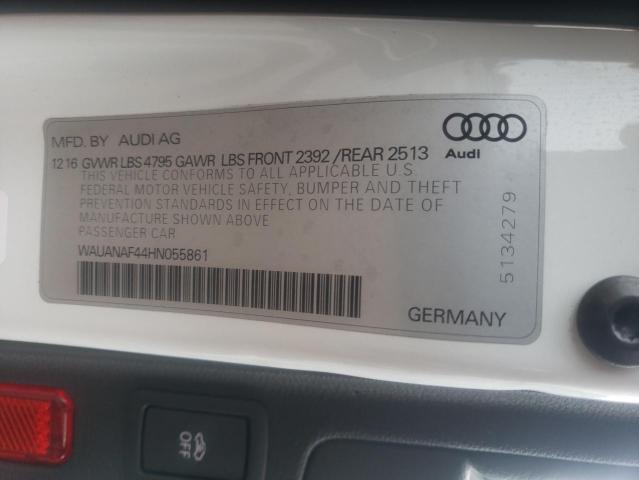 MFD. BY AUDI AG
Audi
12 16 GVWR LBS 4795 GAWR LBS FRONT 2392 /REAR 2513
THIS VEHICLE CONFORMS TO ALL APPLICABLE U.S
FEDERAL MOTOR VEHICLE SAFETY, BUMPER AND THEFT
PREVENTION STANDARDS IN EFFECT ON THE DATE OF
MANUFACTURE SHOWN ABOVE
PASSENGER CAR
WAUANAF44HN055861
5134279
GERMANY
OFF